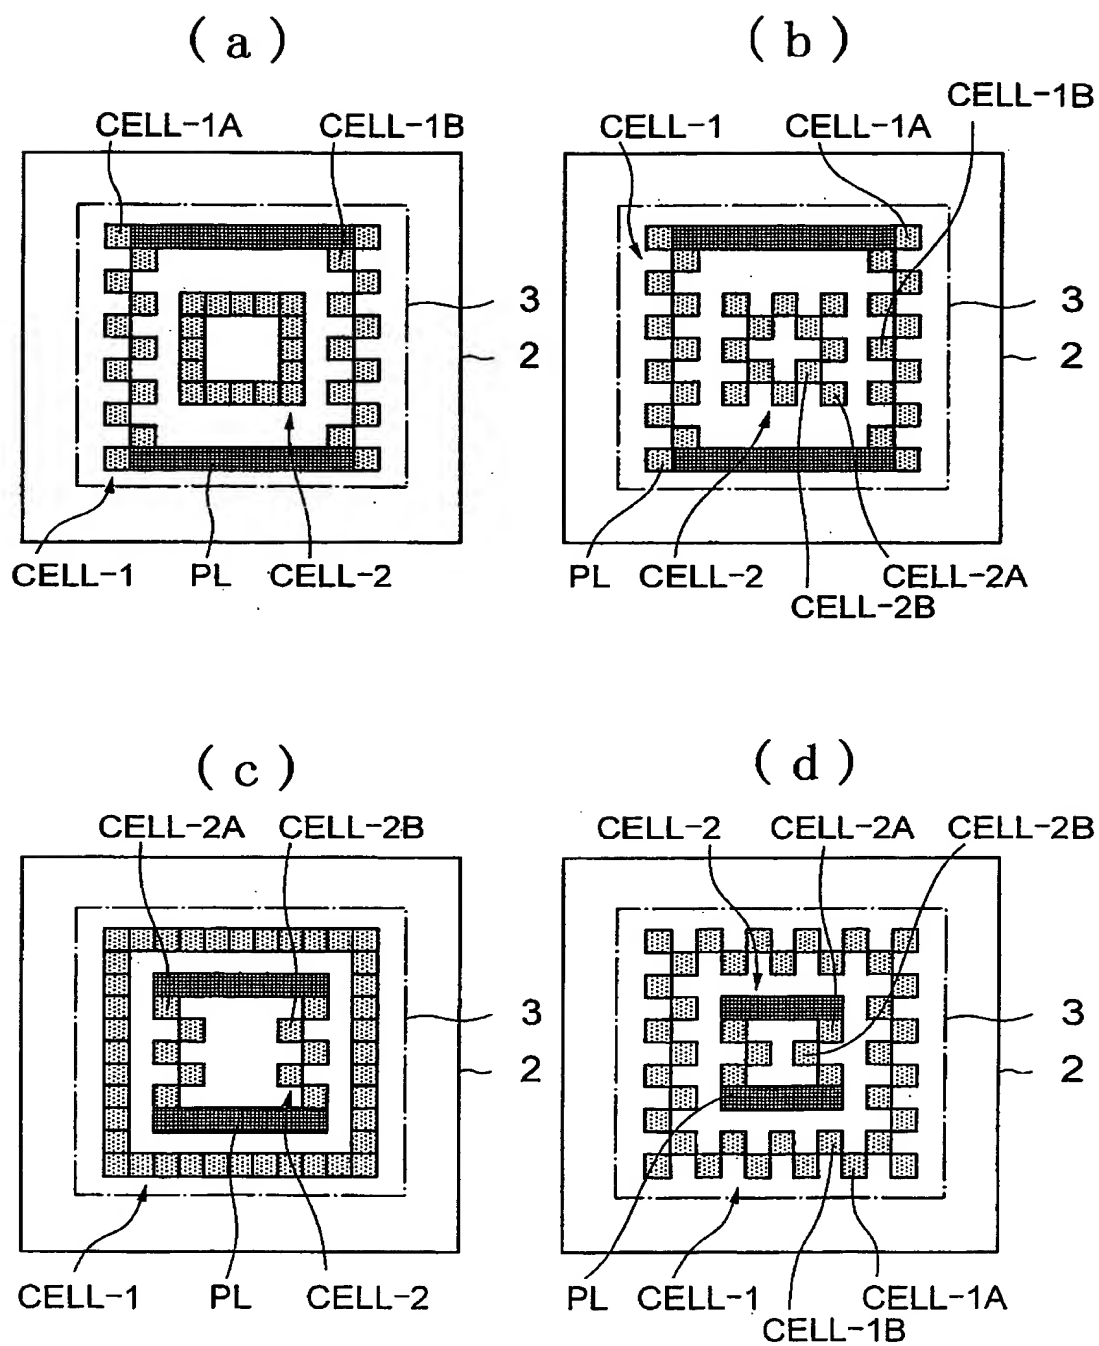 (a)
CELL-1A CELL-1B
3
2
CELL-1 PL CELL-2
(b)
CELL-1B
CELL-1 CELL-1A
3
2
PL CELL-2 CELL-2A
CELL-2B
(c)
CELL-2A CELL-2B
3
2
CELL-1 PL CELL-2
(d)
CELL-2 CELL-2A CELL-2B
3
2
PL CELL-1 CELL-1A
CELL-1B